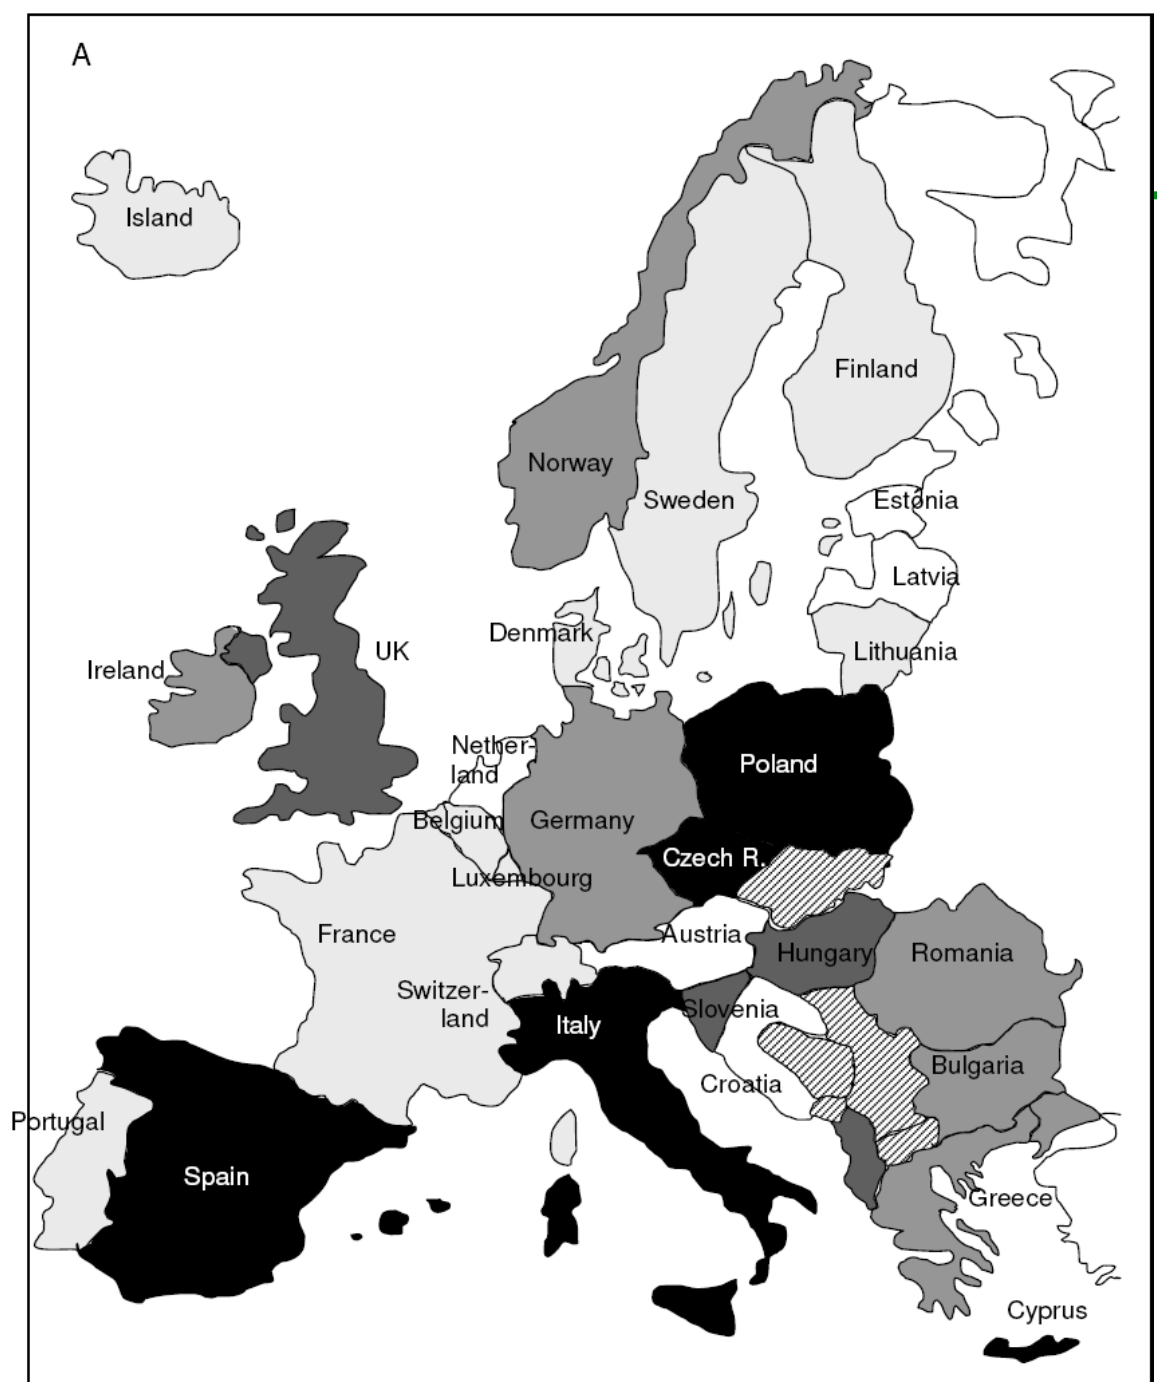 A
Island
Finland
Norway
Sweden
Estónia
Latvia
Denmark
Lithuania
UK
Ireland
Nether-
land
Poland
Belgium
Germany
Czech R.
Luxembourg
France
Austria
Hungary
Romania
Switzer-
land
Slovenia
Italy
Bulgaria
Croatia
Portugal
Spain
Greece
Cyprus